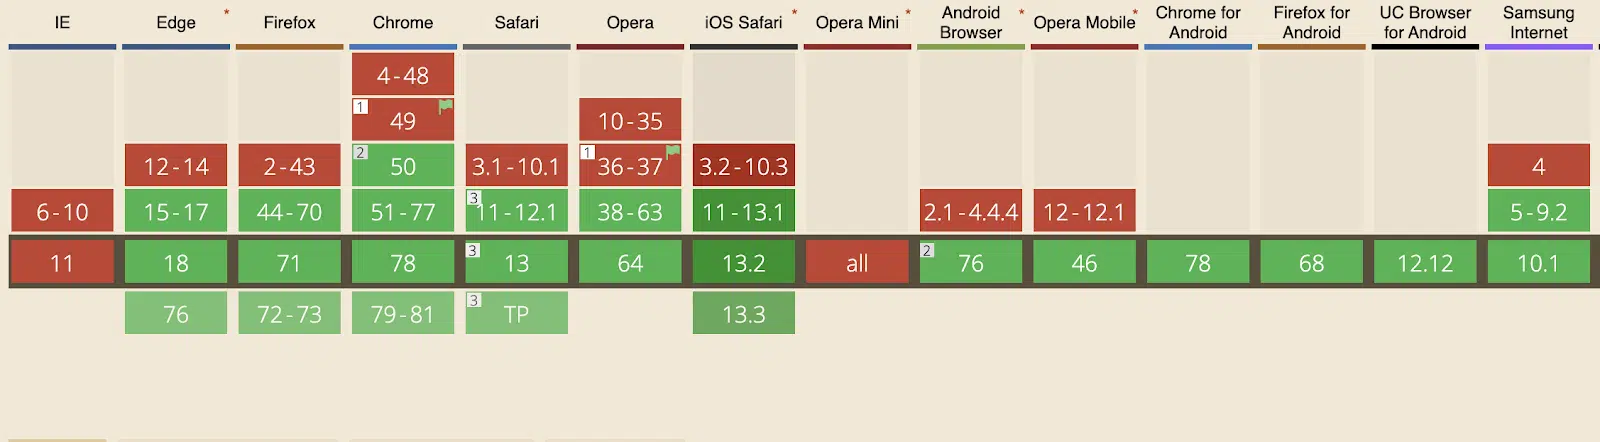 IE Edge * Firefox Chrome Safari Opera iOS Safari * Opera Mini * Android Browser * Opera Mobile * Chrome for Android Firefox for Android UC Browser for Android Samsung Internet
4-48
1 49 10-35
12-14 2-43 2 50 3.1-10.1 1 36-37 3.2-10.3 4
6-10 15-17 44-70 51-77 3 11-12.1 38-63 11-13.1 2.1-4.4.4 12-12.1 5-9.2
11 18 71 78 3 13 64 13.2 all 2 76 46 78 68 12.12 10.1
76 72-73 79-81 3 TP 13.3